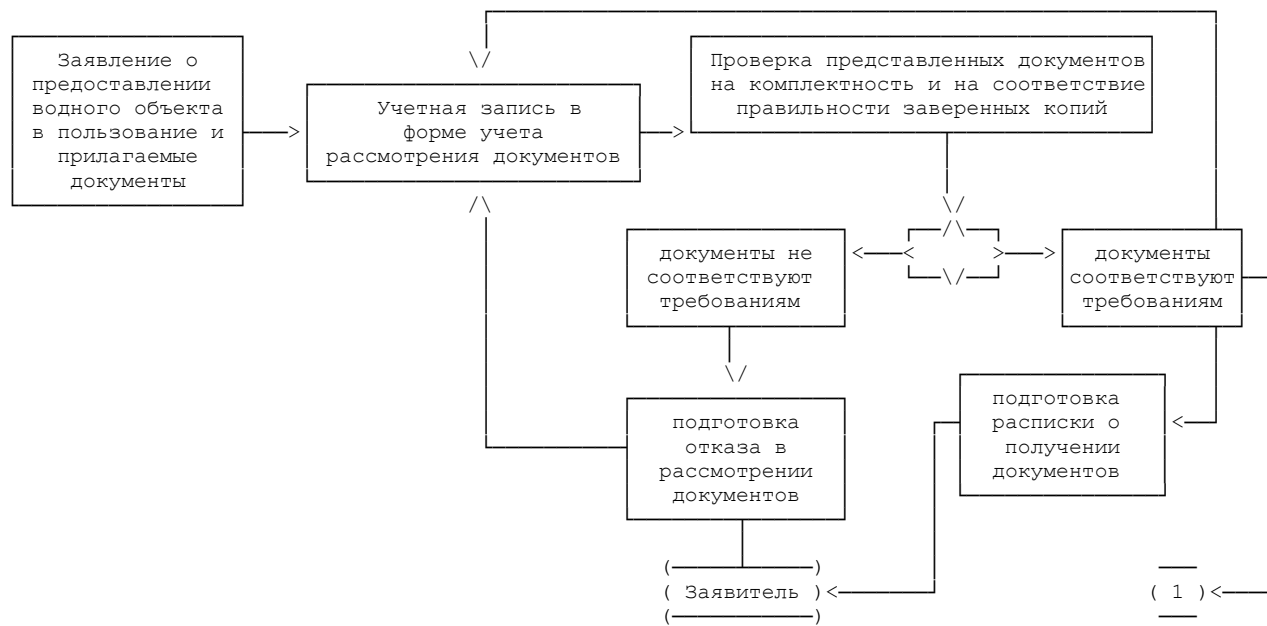 Заявление о
предоставлении
водного объекта
в пользование и
прилагаемые
документы
Учетная запись в
форме учета
рассмотрения документов
Проверка представленных документов
на комплектность и на соответствие
правильности заверенных копий
документы не
соответствуют
требованиям
документы
соответствуют
требованиям
подготовка
отказа в
рассмотрении
документов
подготовка
расписки о
получении
документов
( Заявитель )
( 1 )